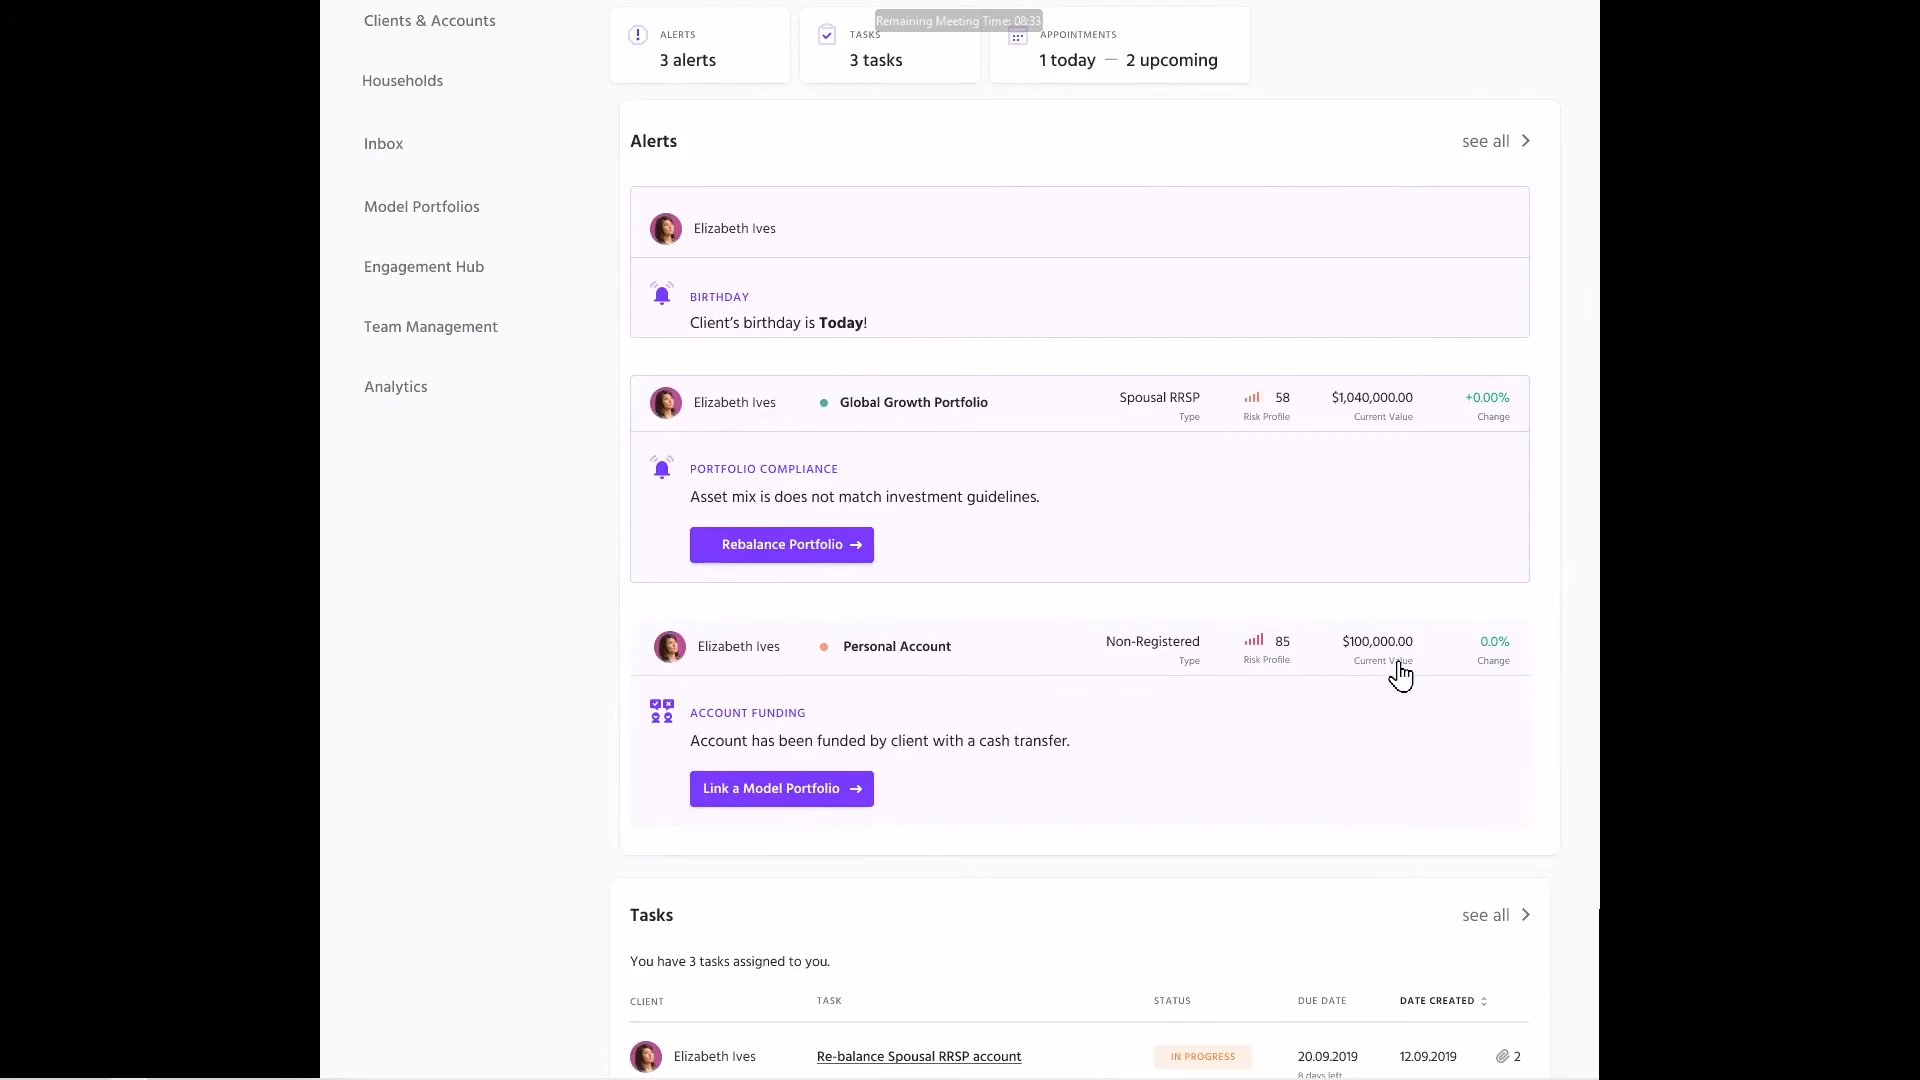 Remaining Meeting Time: 08:33
Clients & Accounts
Households
Inbox
Model Portfolios
Engagement Hub
Team Management
Analytics
ALERTS
3 alerts
TASKS
3 tasks
APPOINTMENTS
1 today — 2 upcoming
Alerts
see all
Elizabeth Ives
BIRTHDAY
Client’s birthday is Today!
Elizabeth Ives Global Growth Portfolio Spousal RRSP 58 $1,040,000.00 +0.00%
Type Risk Profile Current Value Change
PORTFOLIO COMPLIANCE
Asset mix is does not match investment guidelines.
Rebalance Portfolio
Elizabeth Ives Personal Account Non-Registered 85 $100,000.00 0.0%
Type Risk Profile Current Value Change
ACCOUNT FUNDING
Account has been funded by client with a cash transfer.
Link a Model Portfolio
Tasks
see all
You have 3 tasks assigned to you.
CLIENT TASK STATUS DUE DATE DATE CREATED
Elizabeth Ives Re-balance Spousal RRSP account IN PROGRESS 20.09.2019 12.09.2019 2
8 days left